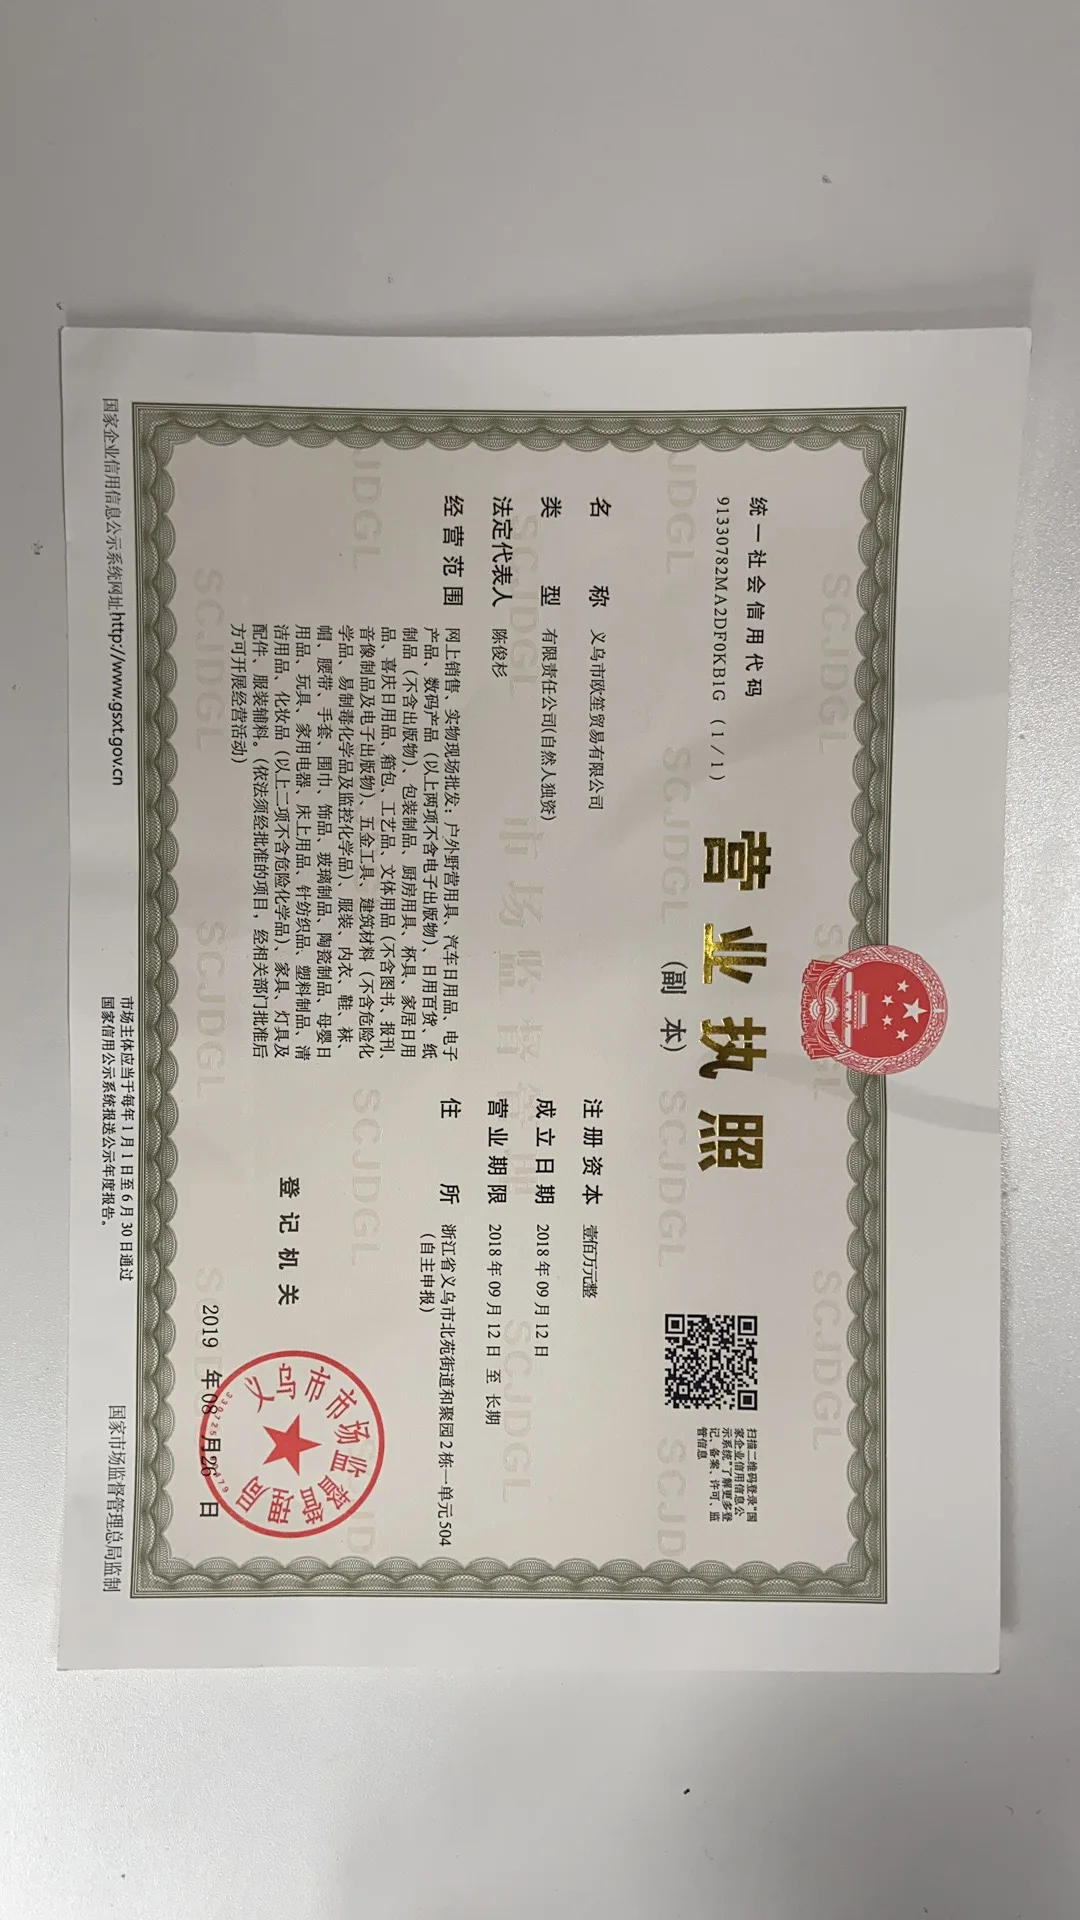 统一社会信用代码
91330782MA2DF0KB1G (1/1)
营业执照
(副 本)
扫描二维码登录"国
家企业信用信息公
示系统"了解更多登
记、备案、许可、监
管信息
名 称 义乌市欧笙贸易有限公司
类 型 有限责任公司(自然人独资)
法定代表人 陈俊杉
经营范围 网上销售、实物现场批发：户外野营用具、汽车日用品、电子
产品、数码产品（以上两项不含电子出版物）、日用百货、纸
制品（不含出版物）、包装制品、厨房用具、杯具、家居日用
品、喜庆日用品、箱包、工艺品、文体用品（不含图书、报刊、
音像制品及电子出版物）、五金工具、建筑材料（不含危险化
学品、易制毒化学品及监控化学品）、服装、内衣、鞋、袜、
帽、腰带、手套、围巾、饰品、玻璃制品、陶瓷制品、母婴日
用品、玩具、家用电器、床上用品、针纺织品、塑料制品、清
洁用品、化妆品（以上二项不含危险化学品）、家具、灯具及
配件、服装辅料。（依法须经批准的项目，经相关部门批准后
方可开展经营活动）
注册资本 壹佰万元整
成立日期 2018年09月12日
营业期限 2018年09月12日 至 长期
住 所 浙江省义乌市北苑街道和聚园2栋一单元504
（自主申报）
登记机关
义乌市市场监督管理局
2019 年08 月26 日
国家企业信用信息公示系统网址http://www.gsxt.gov.cn
市场主体应当于每年1月1日至6月30日通过
国家信用公示系统报送公示年度报告。
国家市场监督管理总局监制